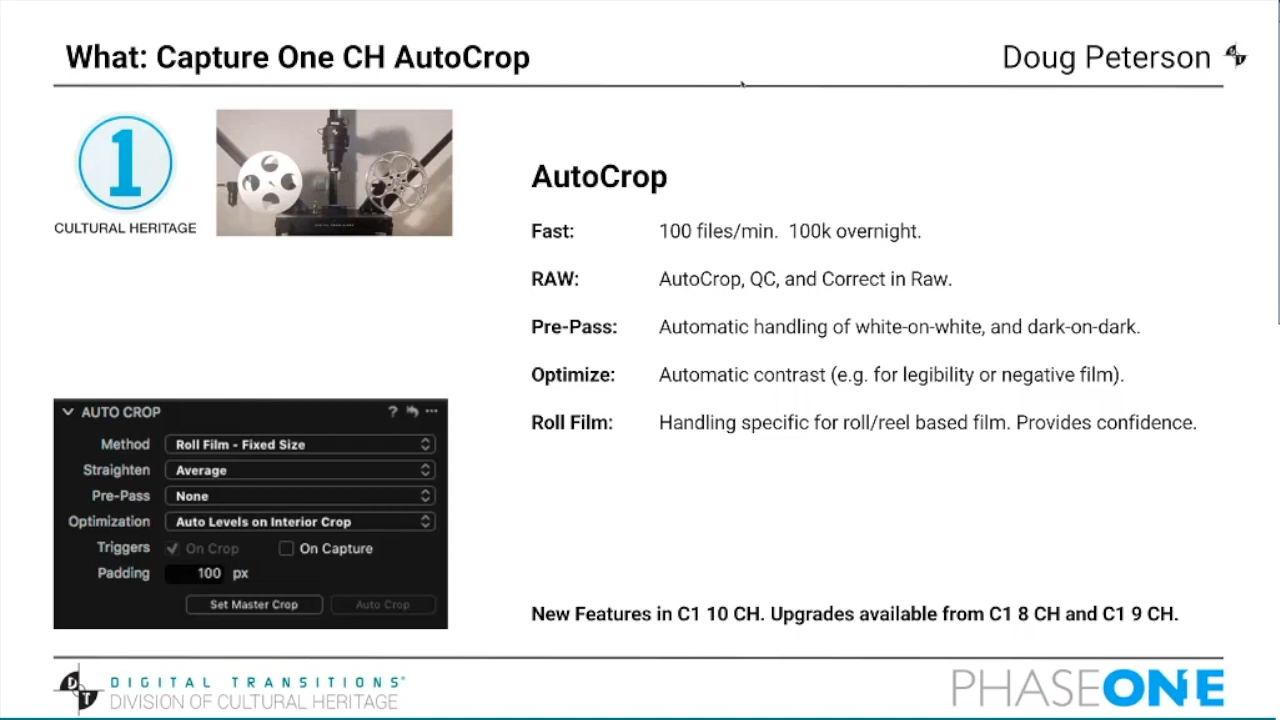 What: Capture One CH AutoCrop
Doug Peterson
1
CULTURAL HERITAGE
AutoCrop
Fast: 100 files/min. 100k overnight.
RAW: AutoCrop, QC, and Correct in Raw.
Pre-Pass: Automatic handling of white-on-white, and dark-on-dark.
Optimize: Automatic contrast (e.g. for legibility or negative film).
Roll Film: Handling specific for roll/reel based film. Provides confidence.
AUTO CROP ? ...
Method Roll Film - Fixed Size
Straighten Average
Pre-Pass None
Optimization Auto Levels on Interior Crop
Triggers On Crop On Capture
Padding 100 px
Set Master Crop Auto Crop
New Features in C1 10 CH. Upgrades available from C1 8 CH and C1 9 CH.
DT DIGITAL TRANSITIONS
DIVISION OF CULTURAL HERITAGE
PHASEONE